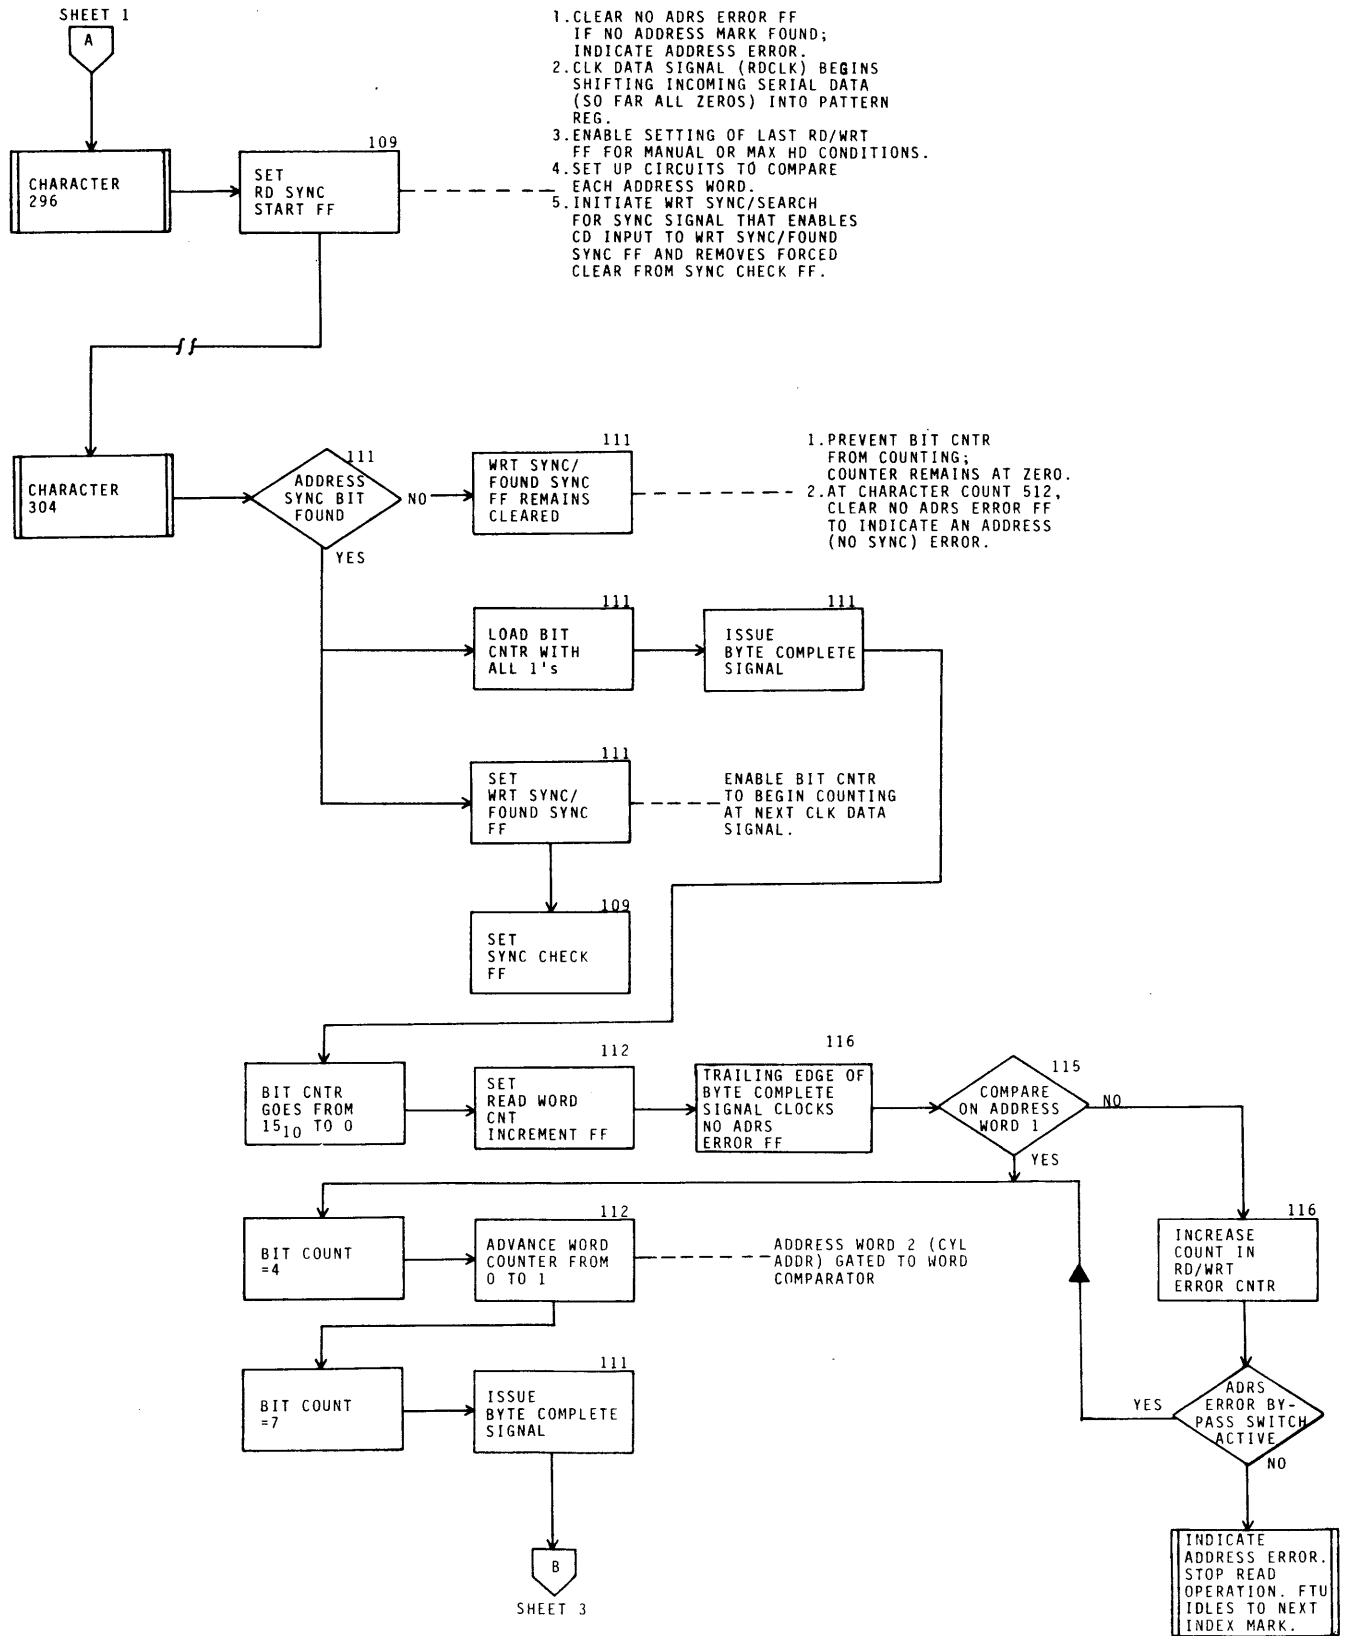 SHEET 1
A
1. CLEAR NO ADRS ERROR FF
IF NO ADDRESS MARK FOUND;
INDICATE ADDRESS ERROR.
2. CLK DATA SIGNAL (RDCLK) BEGINS
SHIFTING INCOMING SERIAL DATA
(SO FAR ALL ZEROS) INTO PATTERN
REG.
3. ENABLE SETTING OF LAST RD/WRT
FF FOR MANUAL OR MAX HD CONDITIONS.
4. SET UP CIRCUITS TO COMPARE
EACH ADDRESS WORD.
5. INITIATE WRT SYNC/SEARCH
FOR SYNC SIGNAL THAT ENABLES
CD INPUT TO WRT SYNC/FOUND
SYNC FF AND REMOVES FORCED
CLEAR FROM SYNC CHECK FF.
CHARACTER
296
109
SET
RD SYNC
START FF
CHARACTER
304
111
ADDRESS
SYNC BIT
FOUND
NO
YES
111
WRT SYNC/
FOUND SYNC
FF REMAINS
CLEARED
1. PREVENT BIT CNTR
FROM COUNTING;
COUNTER REMAINS AT ZERO.
2. AT CHARACTER COUNT 512,
CLEAR NO ADRS ERROR FF
TO INDICATE AN ADDRESS
(NO SYNC) ERROR.
111
LOAD BIT
CNTR WITH
ALL 1's
111
ISSUE
BYTE COMPLETE
SIGNAL
111
SET
WRT SYNC/
FOUND SYNC
FF
ENABLE BIT CNTR
TO BEGIN COUNTING
AT NEXT CLK DATA
SIGNAL.
109
SET
SYNC CHECK
FF
BIT CNTR
GOES FROM
15₁₀ TO 0
112
SET
READ WORD
CNT
INCREMENT FF
116
TRAILING EDGE OF
BYTE COMPLETE
SIGNAL CLOCKS
NO ADRS
ERROR FF
115
COMPARE
ON ADDRESS
WORD 1
NO
YES
BIT COUNT
=4
112
ADVANCE WORD
COUNTER FROM
0 TO 1
ADDRESS WORD 2 (CYL
ADDR) GATED TO WORD
COMPARATOR
116
INCREASE
COUNT IN
RD/WRT
ERROR CNTR
BIT COUNT
=7
111
ISSUE
BYTE COMPLETE
SIGNAL
YES
ADRS
ERROR BY-
PASS SWITCH
ACTIVE
NO
B
SHEET 3
INDICATE
ADDRESS ERROR.
STOP READ
OPERATION. FTU
IDLES TO NEXT
INDEX MARK.